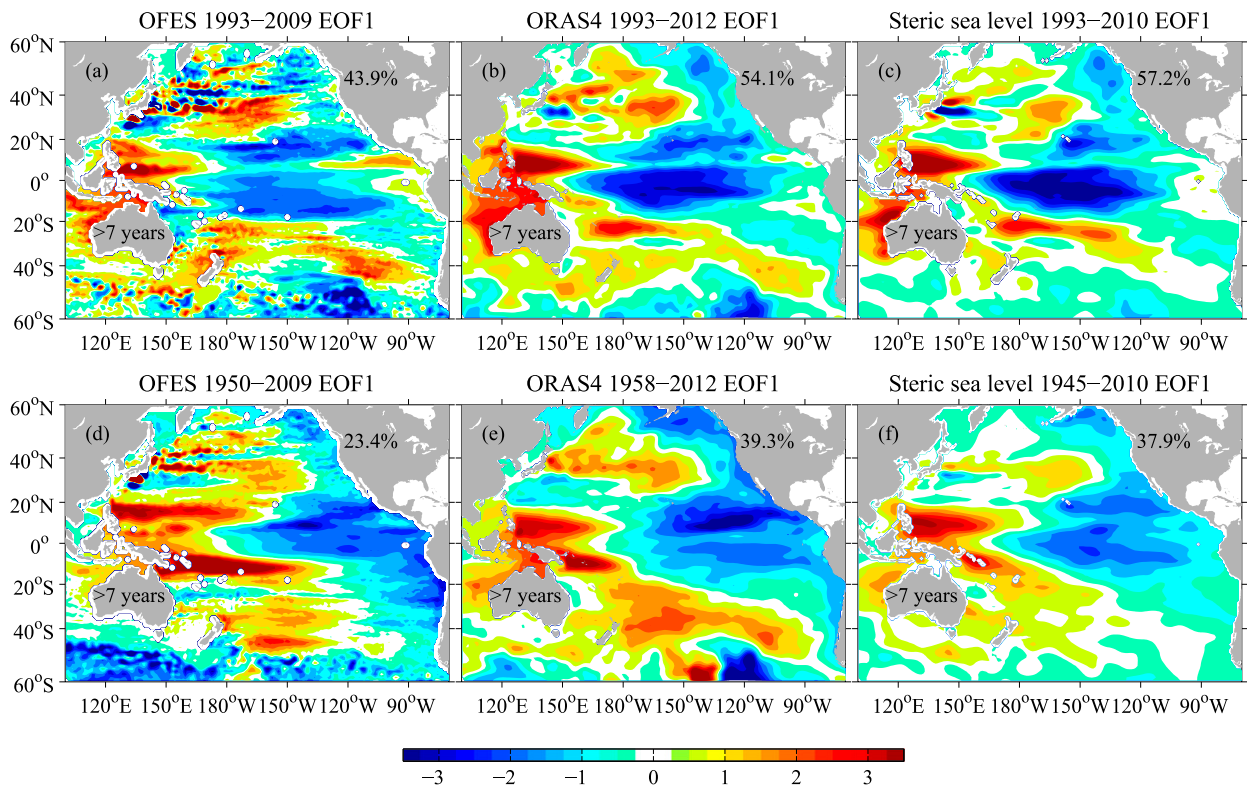 OFES 1993−2009 EOF1
ORAS4 1993−2012 EOF1
Steric sea level 1993−2010 EOF1
60°N
40°N
20°N
0°
20°S
40°S
60°S
(a)
43.9%
>7 years
(b)
54.1%
>7 years
(c)
57.2%
>7 years
120°E 150°E 180°W 150°W 120°W 90°W
120°E 150°E 180°W 150°W 120°W 90°W
120°E 150°E 180°W 150°W 120°W 90°W
OFES 1950−2009 EOF1
ORAS4 1958−2012 EOF1
Steric sea level 1945−2010 EOF1
60°N
40°N
20°N
0°
20°S
40°S
60°S
(d)
23.4%
>7 years
(e)
39.3%
>7 years
(f)
37.9%
>7 years
120°E 150°E 180°W 150°W 120°W 90°W
120°E 150°E 180°W 150°W 120°W 90°W
120°E 150°E 180°W 150°W 120°W 90°W
−3 −2 −1 0 1 2 3